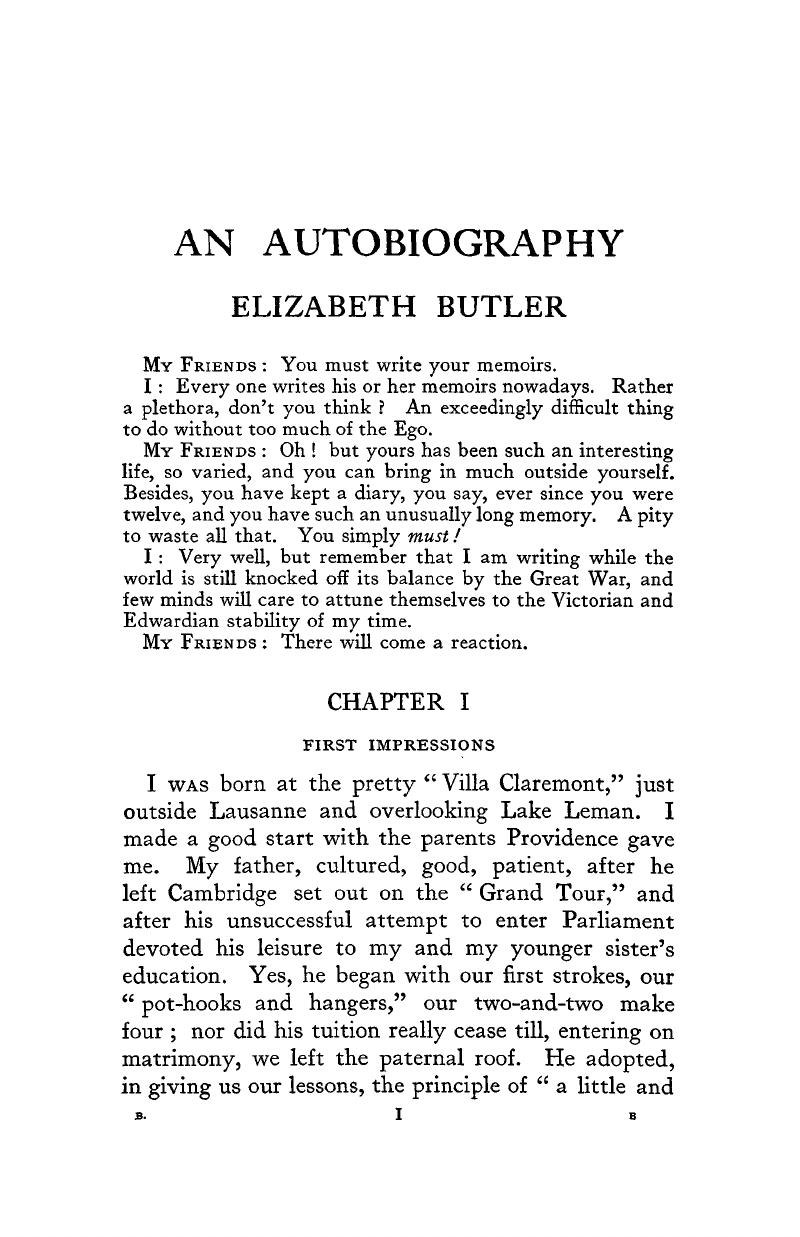 AN AUTOBIOGRAPHY
ELIZABETH BUTLER
My Friends : You must write your memoirs.
I : Every one writes his or her memoirs nowadays. Rather
a plethora, don't you think ? An exceedingly difficult thing
to do without too much of the Ego.
My Friends : Oh ! but yours has been such an interesting
life, so varied, and you can bring in much outside yourself.
Besides, you have kept a diary, you say, ever since you were
twelve, and you have such an unusually long memory. A pity
to waste all that. You simply must !
I : Very well, but remember that I am writing while the
world is still knocked off its balance by the Great War, and
few minds will care to attune themselves to the Victorian and
Edwardian stability of my time.
My Friends : There will come a reaction.
CHAPTER I
FIRST IMPRESSIONS
I was born at the pretty “ Villa Claremont,” just
outside Lausanne and overlooking Lake Leman. I
made a good start with the parents Providence gave
me. My father, cultured, good, patient, after he
left Cambridge set out on the “ Grand Tour,” and
after his unsuccessful attempt to enter Parliament
devoted his leisure to my and my younger sister's
education. Yes, he began with our first strokes, our
“ pot-hooks and hangers,” our two-and-two make
four ; nor did his tuition really cease till, entering on
matrimony, we left the paternal roof. He adopted,
in giving us our lessons, the principle of “ a little and
B. I B